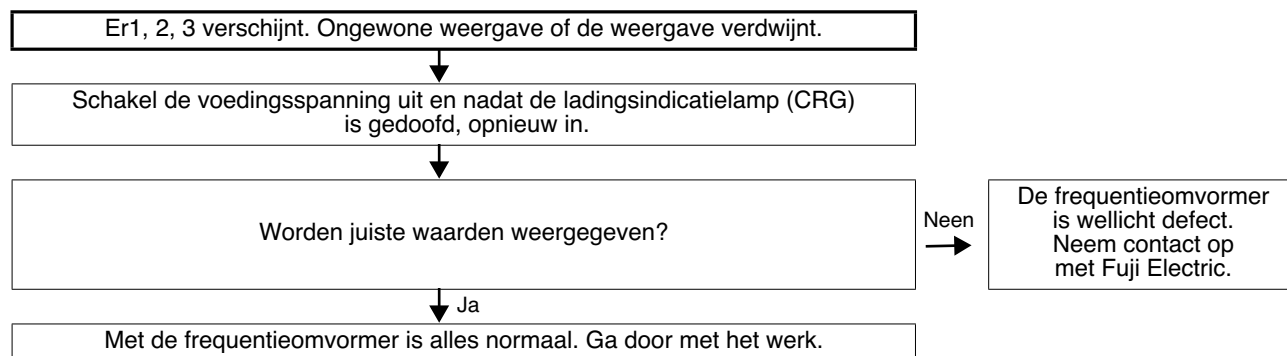 Er1, 2, 3 verschijnt. Ongewone weergave of de weergave verdwijnt.
Schakel de voedingsspanning uit en nadat de ladingsindicatielamp (CRG)
is gedoofd, opnieuw in.
Worden juiste waarden weergegeven?
Neen
De frequentieomvormer
is wellicht defect.
Neem contact op
met Fuji Electric.
Ja
Met de frequentieomvormer is alles normaal. Ga door met het werk.